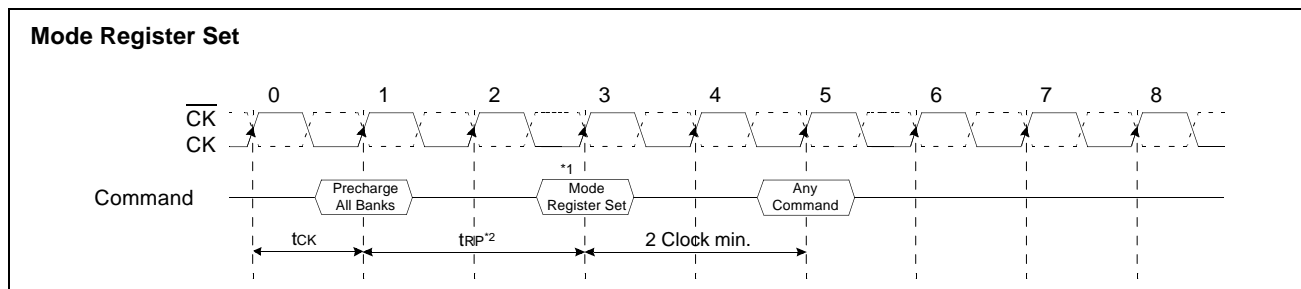 Mode Register Set
0 1 2 3 4 5 6 7 8
CK
CK
*1
Command
Precharge
All Banks
Mode
Register Set
Any
Command
tCK
tRP*2
2 Clock min.